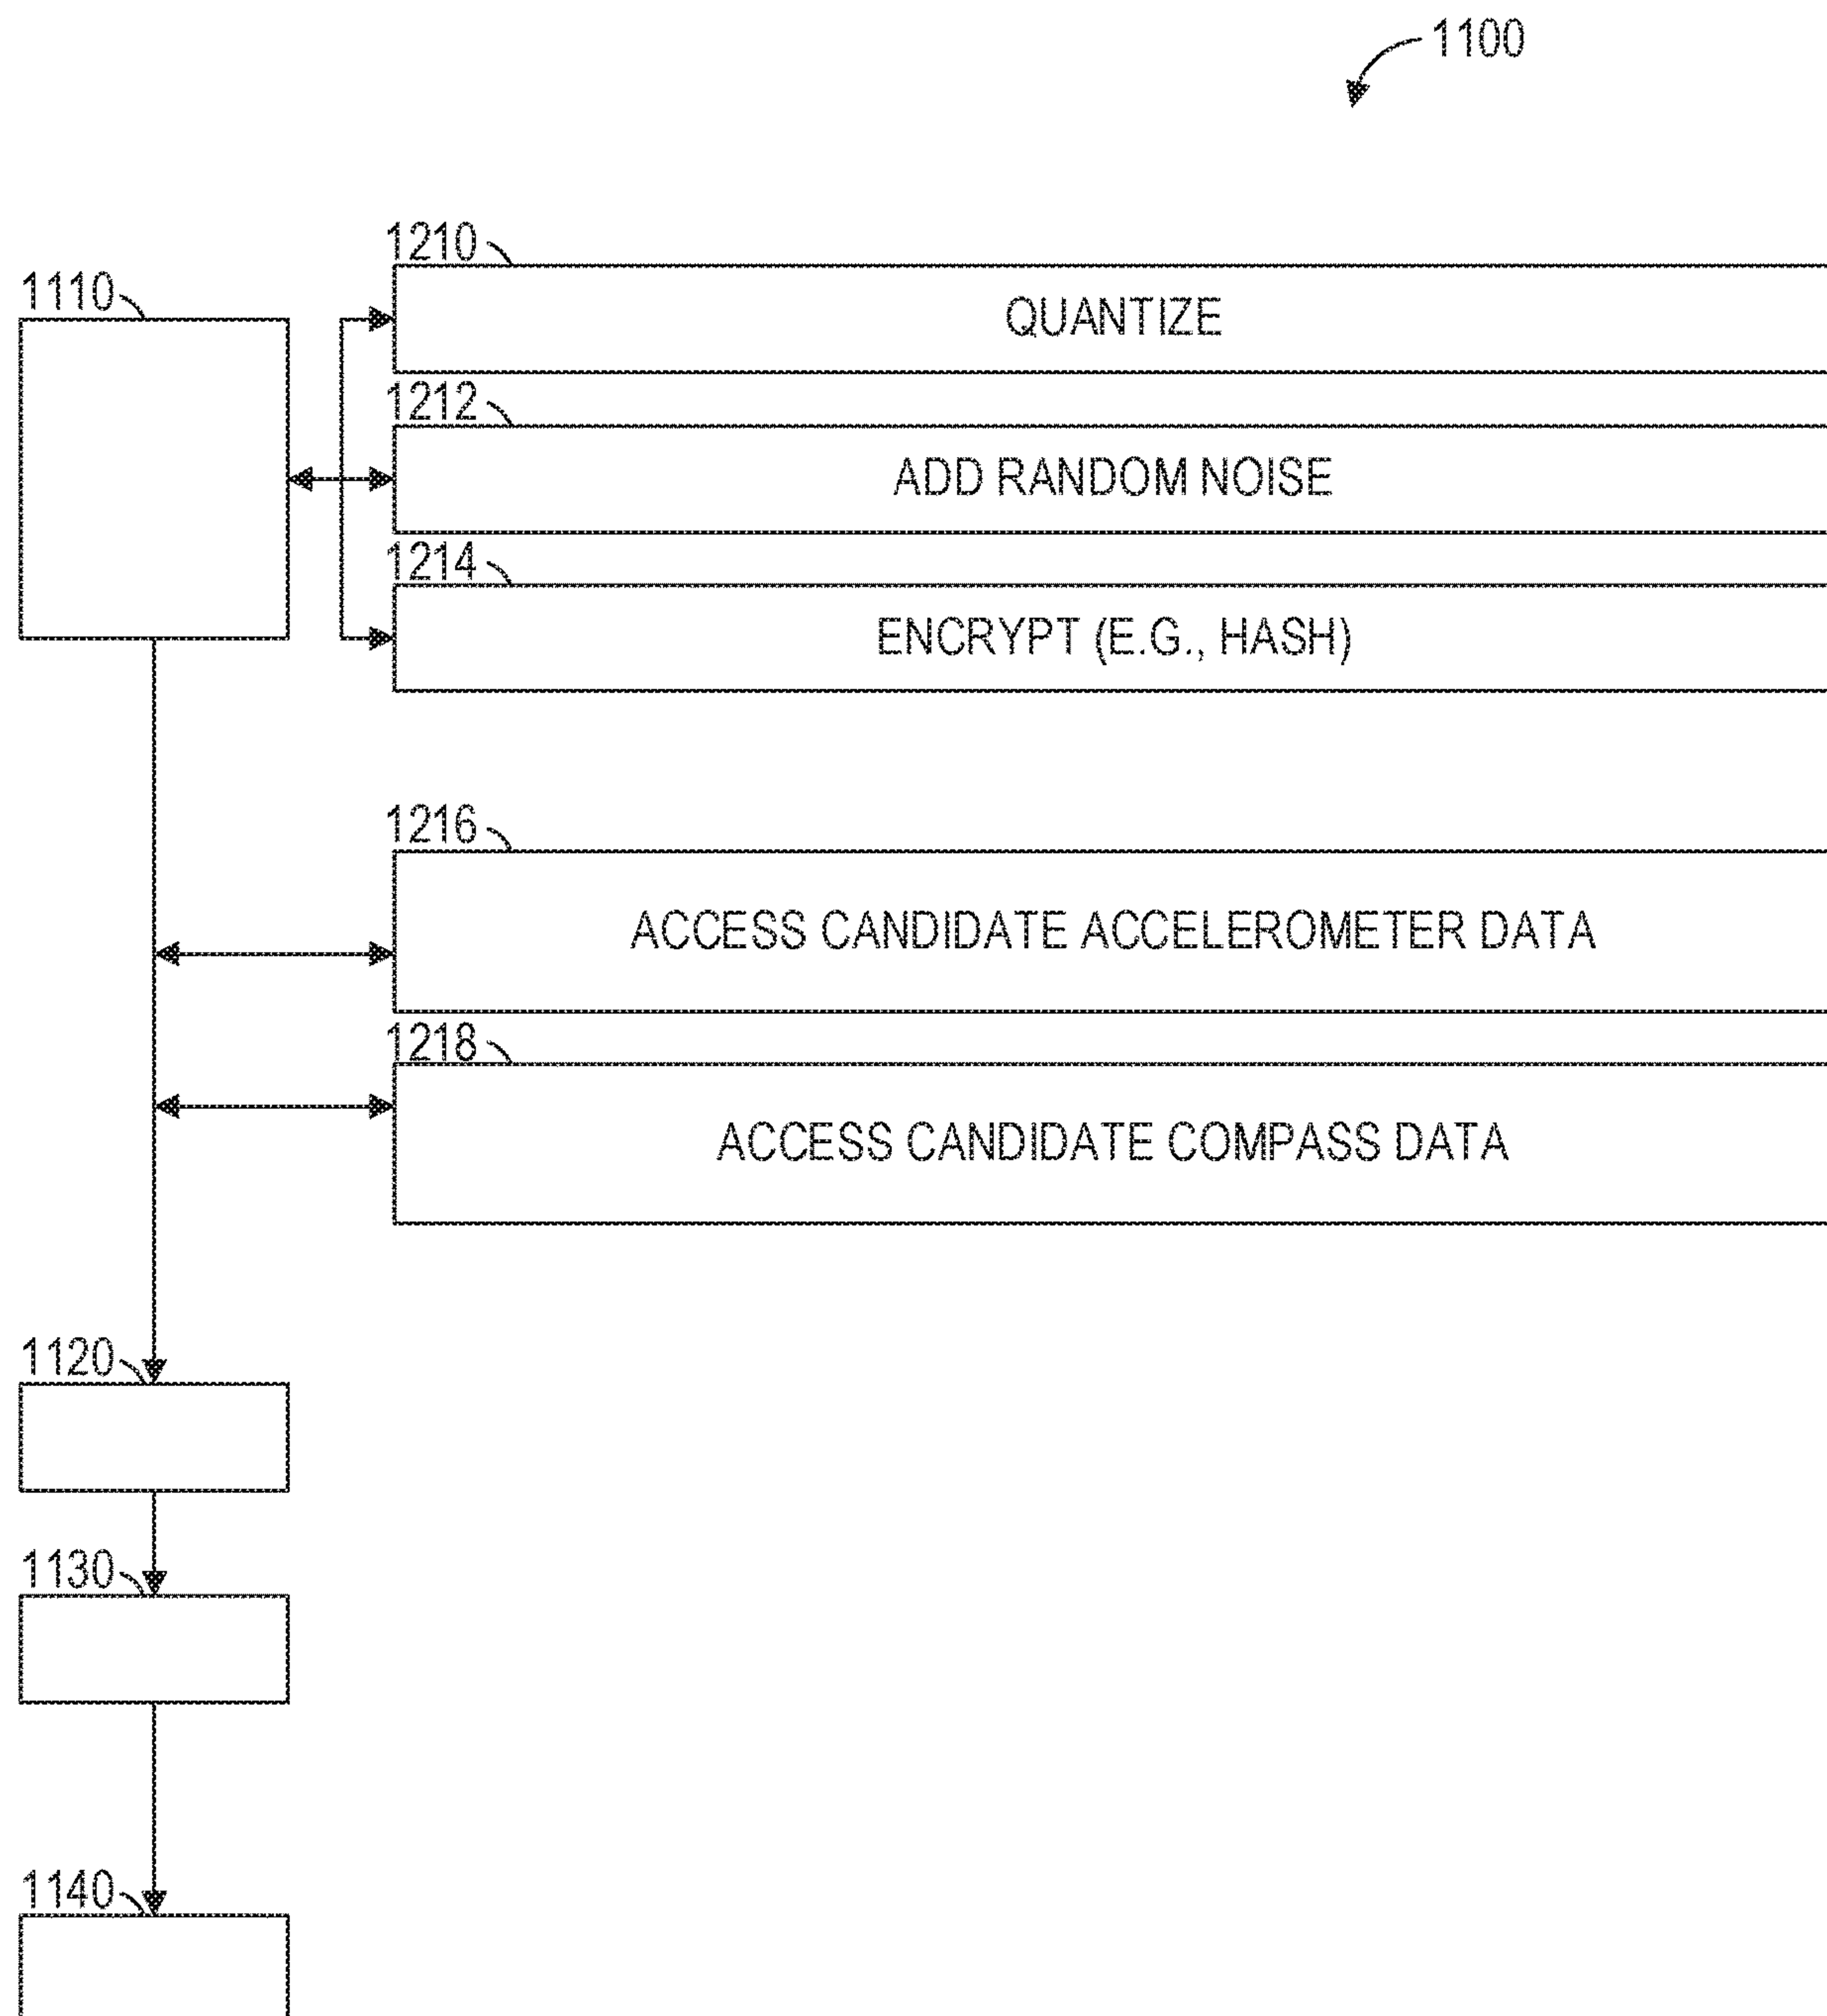 1100
1210
1110
QUANTIZE
1212
ADD RANDOM NOISE
1214
ENCRYPT (E.G., HASH)
1216
ACCESS CANDIDATE ACCELEROMETER DATA
1218
ACCESS CANDIDATE COMPASS DATA
1120
1130
1140